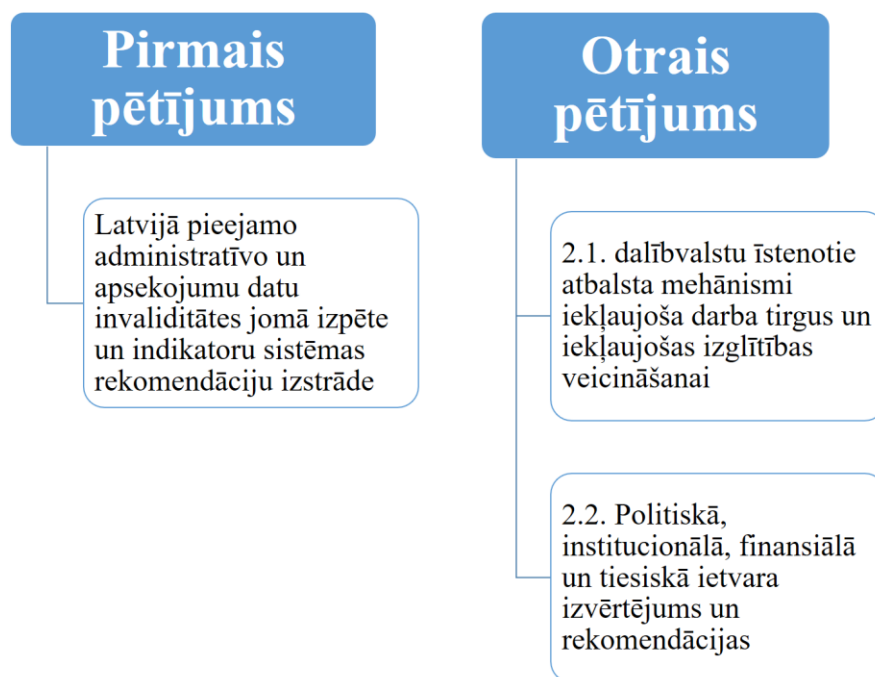 Pirmais
pētījums
Latvijā pieejamo
administratīvo un
apsekojumu datu
invaliditātes jomā izpēte
un indikatoru sistēmas
rekomendāciju izstrāde
Otrais
pētījums
2.1. dalībvalstu īstenotie
atbalsta mehānismi
iekļaujoša darba tirgus un
iekļaujošas izglītības
veicināšanai
2.2. Politiskā,
institucionālā, finansiālā
un tiesiskā ietvara
izvērtējums un
rekomendācijas